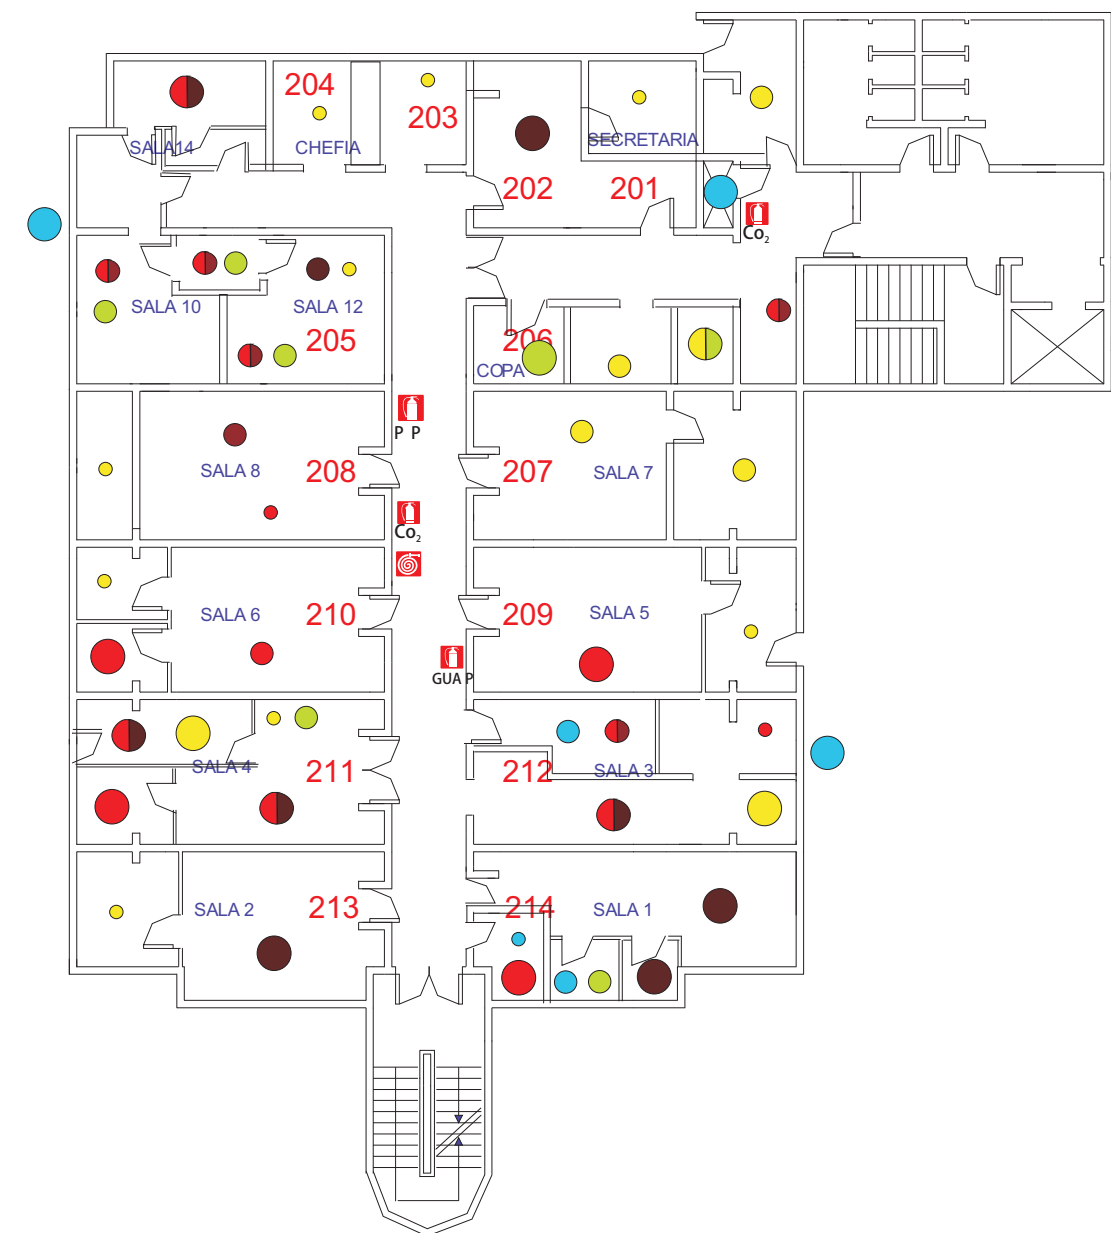 204
203
SALA14
CHEFIA
SECRETARIA
202
201
Co₂
SALA 10
SALA 12
205
206
COPA
P P
SALA 8
208
207
SALA 7
Co₂
SALA 6
210
209
SALA 5
GUA P
SALA 4
211
212
SALA 3
SALA 2
213
214
SALA 1